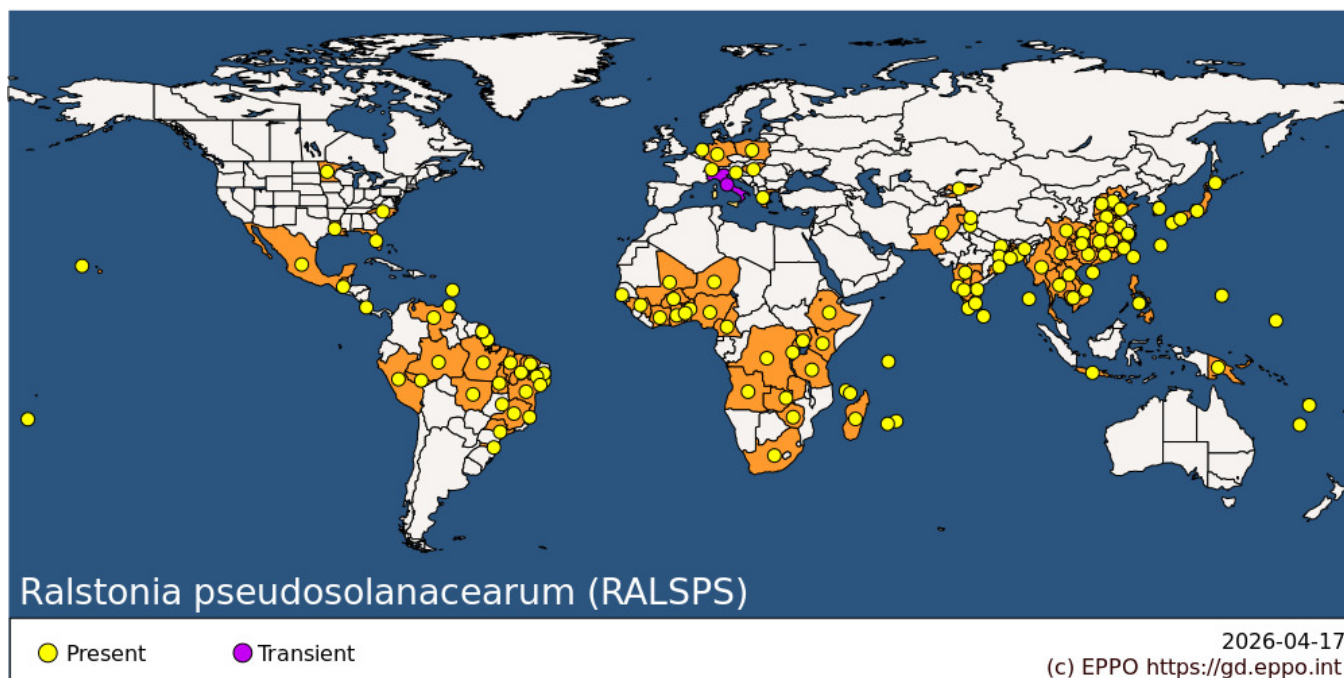 Ralstonia pseudosolanacearum (RALSPS)
Present
Transient
2026-04-17
(c) EPPO https://gd.eppo.int